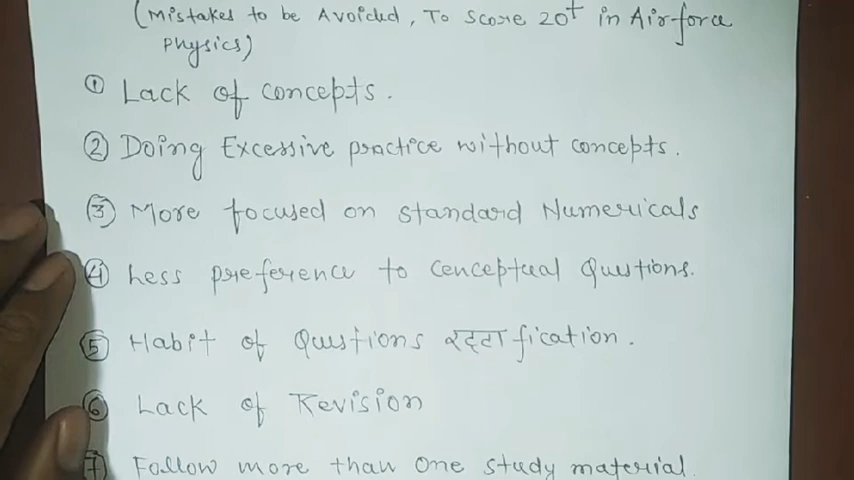 (Mistakes to be Avoided, To Score 20+ in Airforce
Physics)
① Lack of concepts.
② Doing Excessive practice without concepts.
③ More focused on standard Numericals
④ Less preference to Cenceptual Questions.
⑤ Habit of Questions रट्टाfication.
⑥ Lack of Revision
⑦ Follow more than One study material.